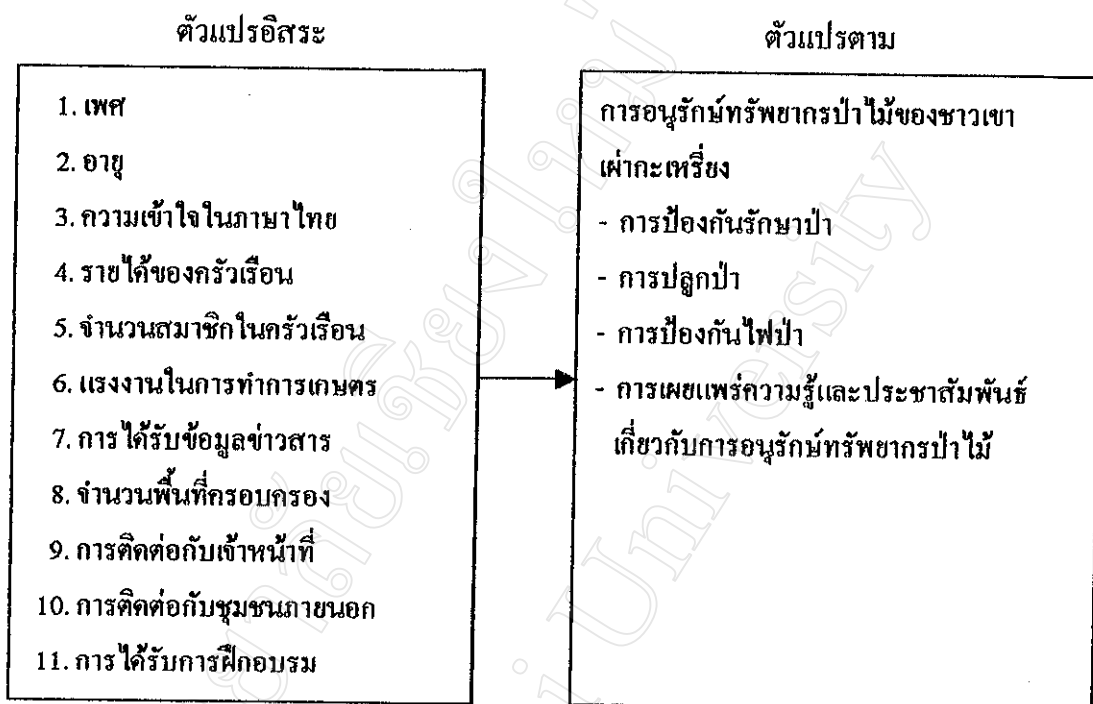 ตัวแปรอิสระ
1. เพศ
2. อายุ
3. ความเข้าใจในภาษาไทย
4. รายได้ของครัวเรือน
5. จำนวนสมาชิกในครัวเรือน
6. แรงงานในการทำการเกษตร
7. การได้รับข้อมูลข่าวสาร
8. จำนวนพื้นที่ครอบครอง
9. การติดต่อกับเจ้าหน้าที่
10. การติดต่อกับชุมชนภายนอก
11. การได้รับการฝึกอบรม
ตัวแปรตาม
การอนุรักษ์ทรัพยากรป่าไม้ของชาวเขา
เผ่ากะเหรี่ยง
- การป้องกันรักษาป่า
- การปลูกป่า
- การป้องกันไฟป่า
- การเผยแพร่ความรู้และประชาสัมพันธ์
เกี่ยวกับการอนุรักษ์ทรัพยากรป่าไม้
University